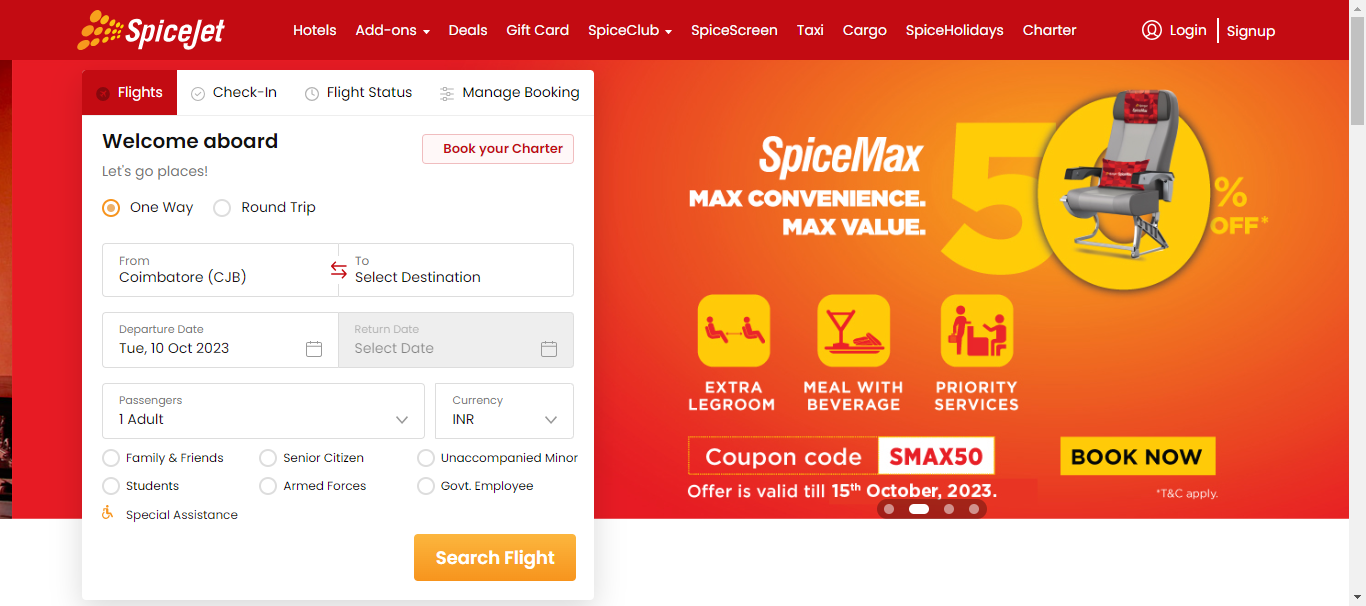 SpiceJet
Hotels Add-ons Deals Gift Card SpiceClub SpiceScreen Taxi Cargo SpiceHolidays Charter Login Signup
Flights Check-In Flight Status Manage Booking
Welcome aboard
Book your Charter
Let's go places!
One Way Round Trip
From To
Coimbatore (CJB) Select Destination
Departure Date Return Date
Tue, 10 Oct 2023 Select Date
Passengers Currency
1 Adult INR
Family & Friends Senior Citizen Unaccompanied Minor
Students Armed Forces Govt. Employee
Special Assistance
Search Flight
SpiceMax
MAX CONVENIENCE.
MAX VALUE.
50%
OFF*
EXTRA LEGROOM
MEAL WITH BEVERAGE
PRIORITY SERVICES
Coupon code SMAX50
BOOK NOW
Offer is valid till 15th October, 2023.
*T&C apply.